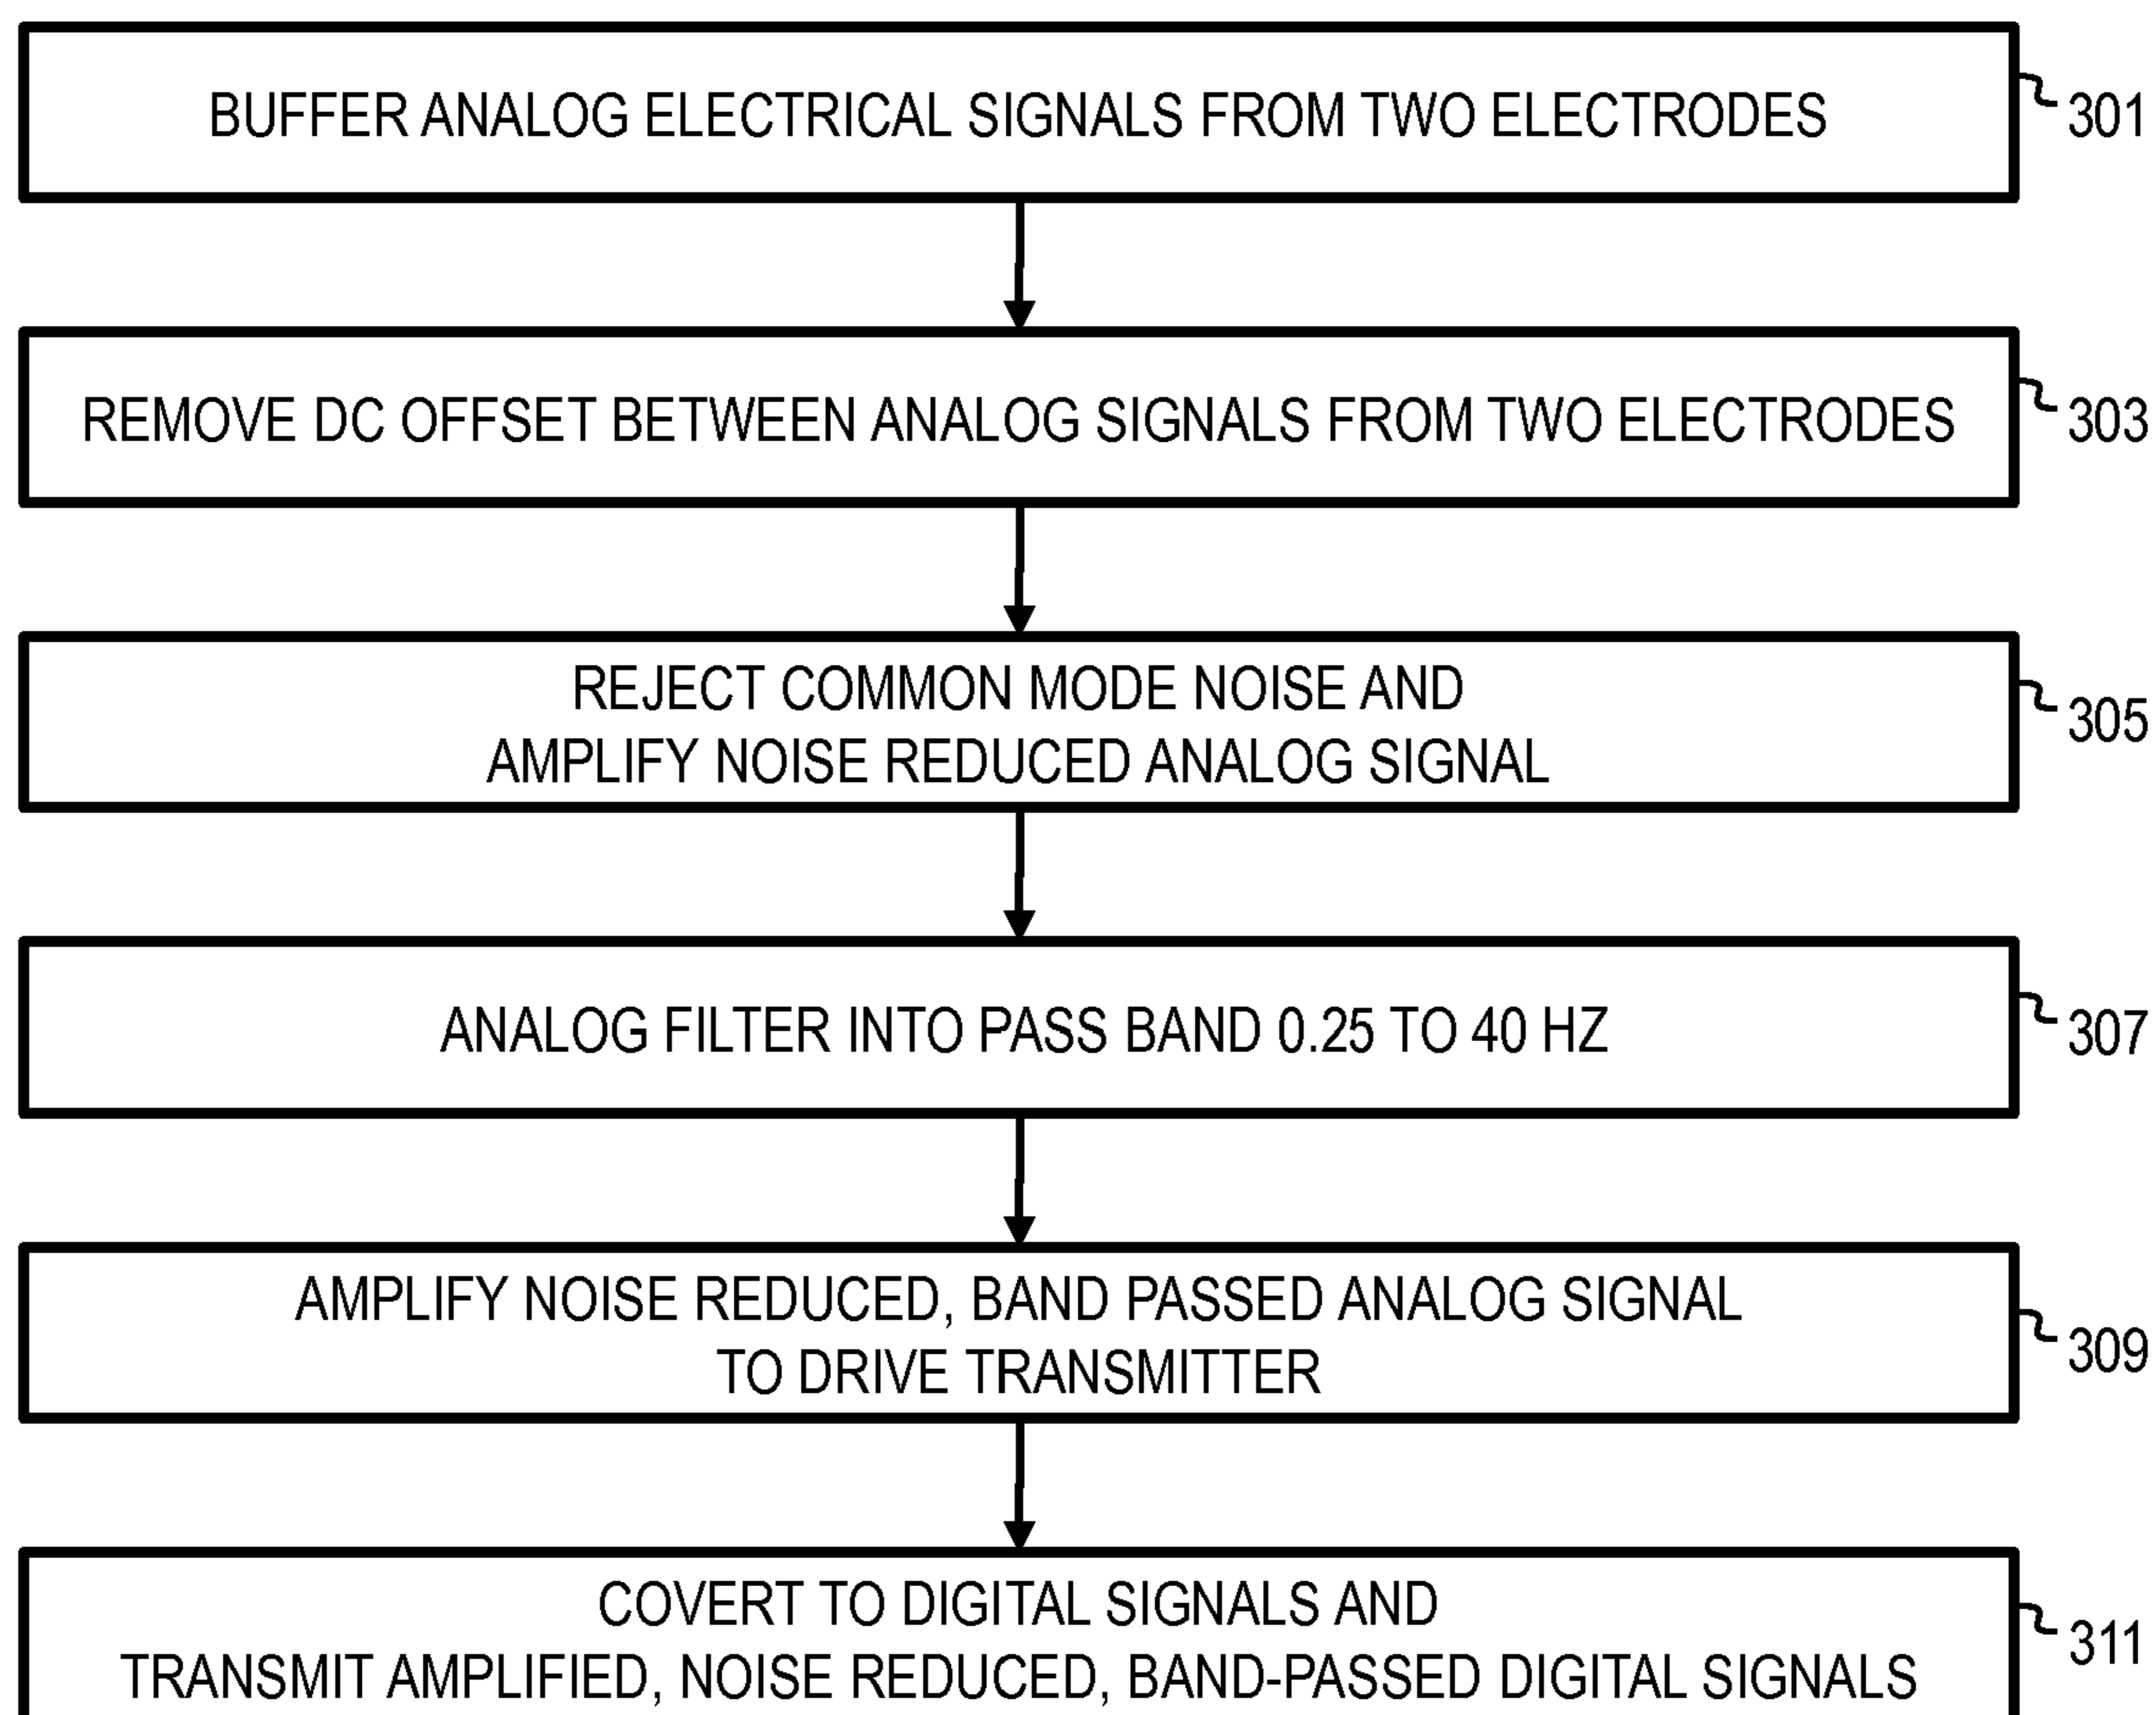 BUFFER ANALOG ELECTRICAL SIGNALS FROM TWO ELECTRODES
301
REMOVE DC OFFSET BETWEEN ANALOG SIGNALS FROM TWO ELECTRODES
303
REJECT COMMON MODE NOISE AND
AMPLIFY NOISE REDUCED ANALOG SIGNAL
305
ANALOG FILTER INTO PASS BAND 0.25 TO 40 HZ
307
AMPLIFY NOISE REDUCED, BAND PASSED ANALOG SIGNAL
TO DRIVE TRANSMITTER
309
COVERT TO DIGITAL SIGNALS AND
TRANSMIT AMPLIFIED, NOISE REDUCED, BAND-PASSED DIGITAL SIGNALS
311